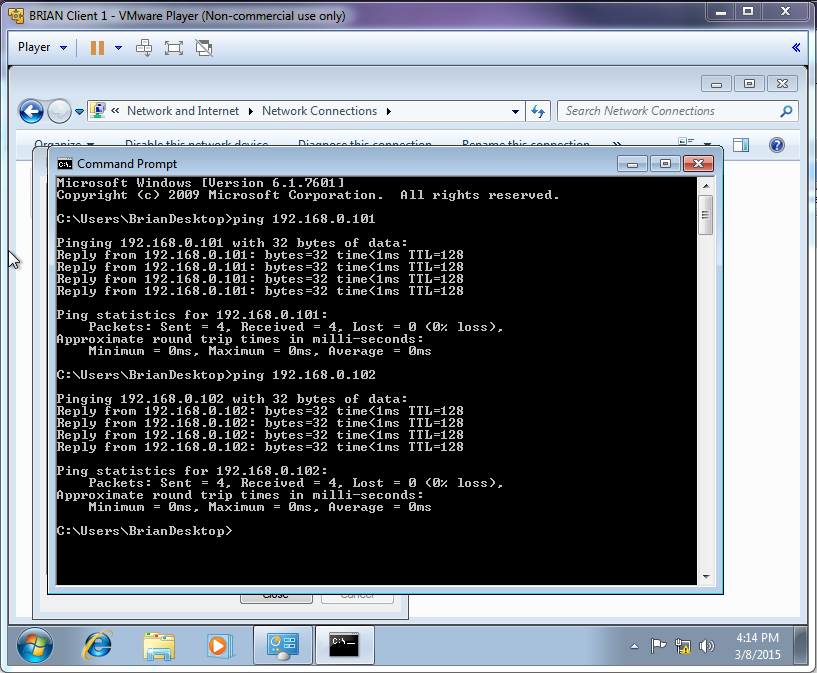 BRIAN Client 1 - VMware Player (Non-commercial use only)
Player
« Network and Internet Network Connections Search Network Connections
Organize Disable this network device Diagnose this connection Rename this connection »
Command Prompt
C:\.
Microsoft Windows [Version 6.1.7601]
Copyright (c) 2009 Microsoft Corporation.  All rights reserved.
C:\Users\BrianDesktop>ping 192.168.0.101
Pinging 192.168.0.101 with 32 bytes of data:
Reply from 192.168.0.101: bytes=32 time<1ms TTL=128
Reply from 192.168.0.101: bytes=32 time<1ms TTL=128
Reply from 192.168.0.101: bytes=32 time<1ms TTL=128
Reply from 192.168.0.101: bytes=32 time<1ms TTL=128
Ping statistics for 192.168.0.101:
    Packets: Sent = 4, Received = 4, Lost = 0 (0% loss),
Approximate round trip times in milli-seconds:
    Minimum = 0ms, Maximum = 0ms, Average = 0ms
C:\Users\BrianDesktop>ping 192.168.0.102
Pinging 192.168.0.102 with 32 bytes of data:
Reply from 192.168.0.102: bytes=32 time<1ms TTL=128
Reply from 192.168.0.102: bytes=32 time<1ms TTL=128
Reply from 192.168.0.102: bytes=32 time<1ms TTL=128
Reply from 192.168.0.102: bytes=32 time<1ms TTL=128
Ping statistics for 192.168.0.102:
    Packets: Sent = 4, Received = 4, Lost = 0 (0% loss),
Approximate round trip times in milli-seconds:
    Minimum = 0ms, Maximum = 0ms, Average = 0ms
C:\Users\BrianDesktop>
Close Cancel
4:14 PM
3/8/2015